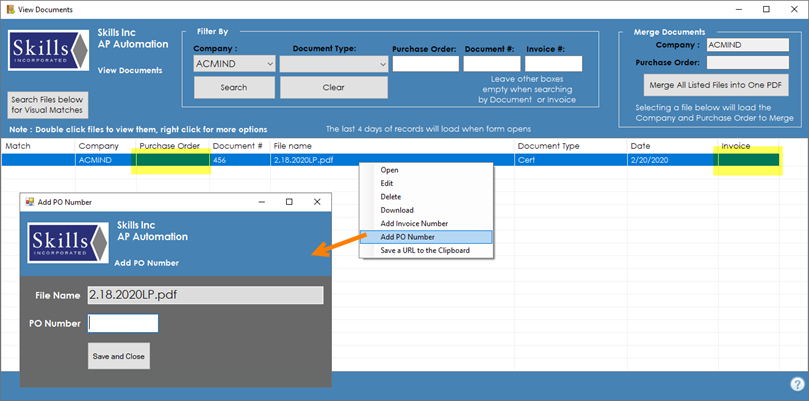 View Documents
Skills
INCORPORATED
Skills Inc
AP Automation
View Documents
Search Files below
for Visual Matches
Filter By
Company :
Document Type:
Purchase Order:
Document #:
Invoice #:
ACMIND
Search
Clear
Leave other boxes
empty when searching
by Document or Invoice
Merge Documents
Company :
ACMIND
Purchase Order:
Merge All Listed Files into One PDF
Selecting a file below will load the
Company and Purchase Order to Merge
Note : Double click files to view them, right click for more options
The last 4 days of records will load when form opens
Match
Company
Purchase Order
Document #
File name
Document Type
Date
Invoice
ACMIND
456
2.18.2020LP.pdf
Cert
2/20/2020
Open
Edit
Delete
Download
Add Invoice Number
Add PO Number
Save a URL to the Clipboard
Add PO Number
Skills
INCORPORATED
Skills Inc
AP Automation
Add PO Number
File Name
2.18.2020LP.pdf
PO Number
Save and Close
?